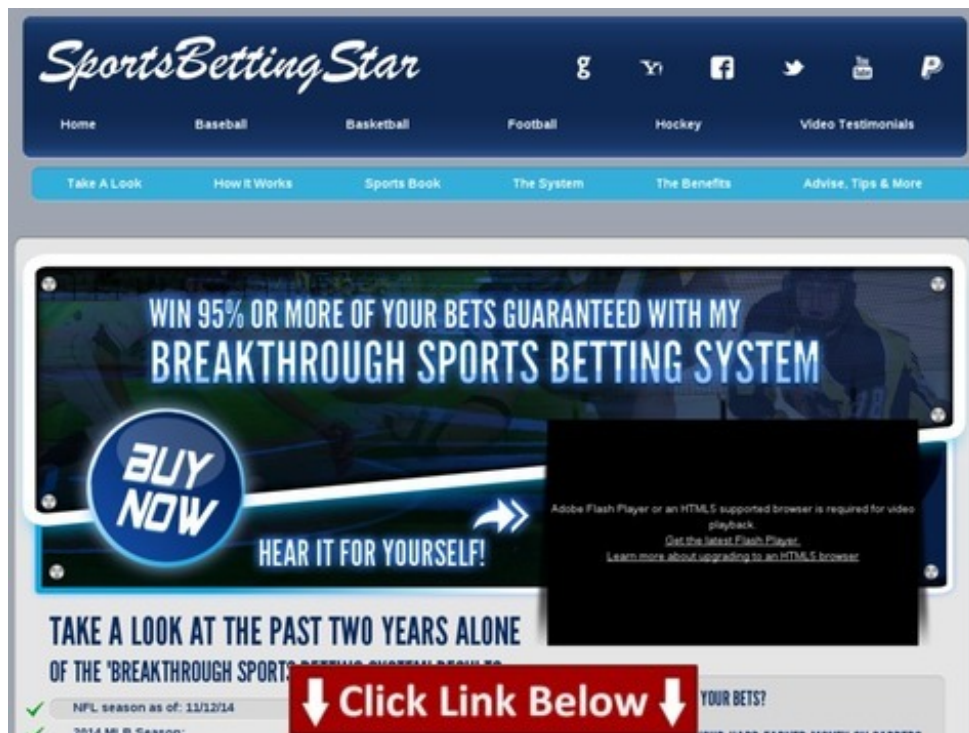 SportsBettingStar
Home Baseball Basketball Football Hockey Video Testimonials
Take A Look How It Works Sports Book The System The Benefits Advise, Tips & More
WIN 95% OR MORE OF YOUR BETS GUARANTEED WITH MY
BREAKTHROUGH SPORTS BETTING SYSTEM
BUY
NOW
HEAR IT FOR YOURSELF!
Adobe Flash Player or an HTML5 supported browser is required for video
playback.
Get the latest Flash Player.
Learn more about upgrading to an HTML5 browser
TAKE A LOOK AT THE PAST TWO YEARS ALONE
OF THE 'BREAKTHROUGH SPORTS
YOUR BETS?
Click Link Below
NFL season as of: 11/12/14
2014 MLB Season: